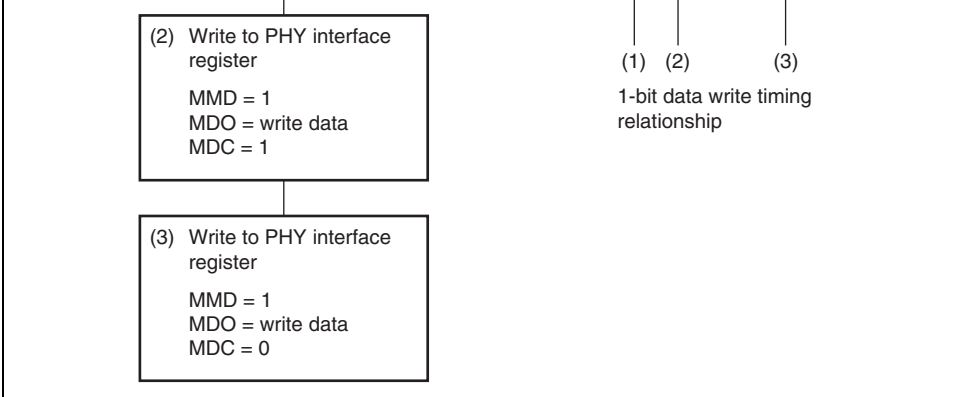 (2) Write to PHY interface
register
MMD = 1
MDO = write data
MDC = 1
(3) Write to PHY interface
register
MMD = 1
MDO = write data
MDC = 0
(1) (2) (3)
1-bit data write timing
relationship